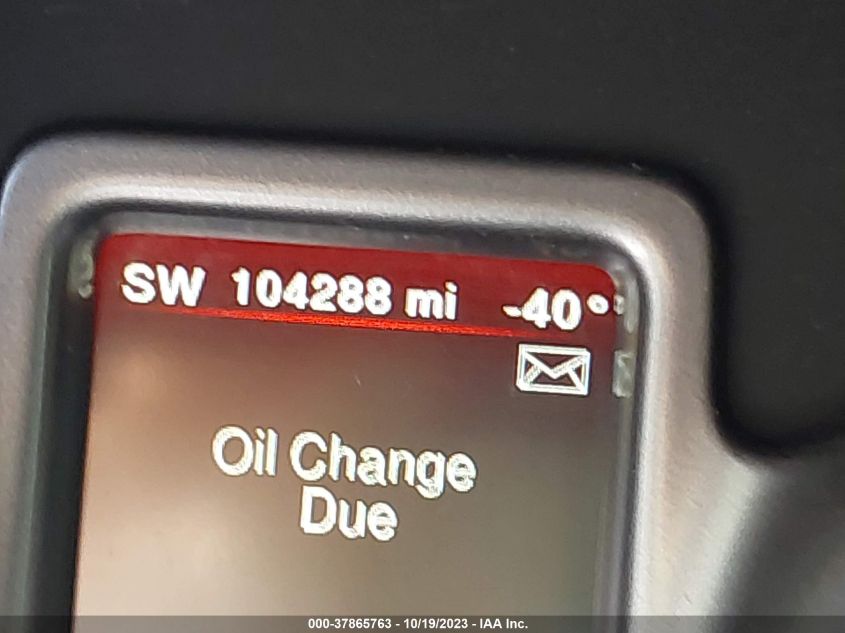 SW 104288 mi -40°
Oil Change
Due
000-37865763 - 10/19/2023 - IAA Inc.